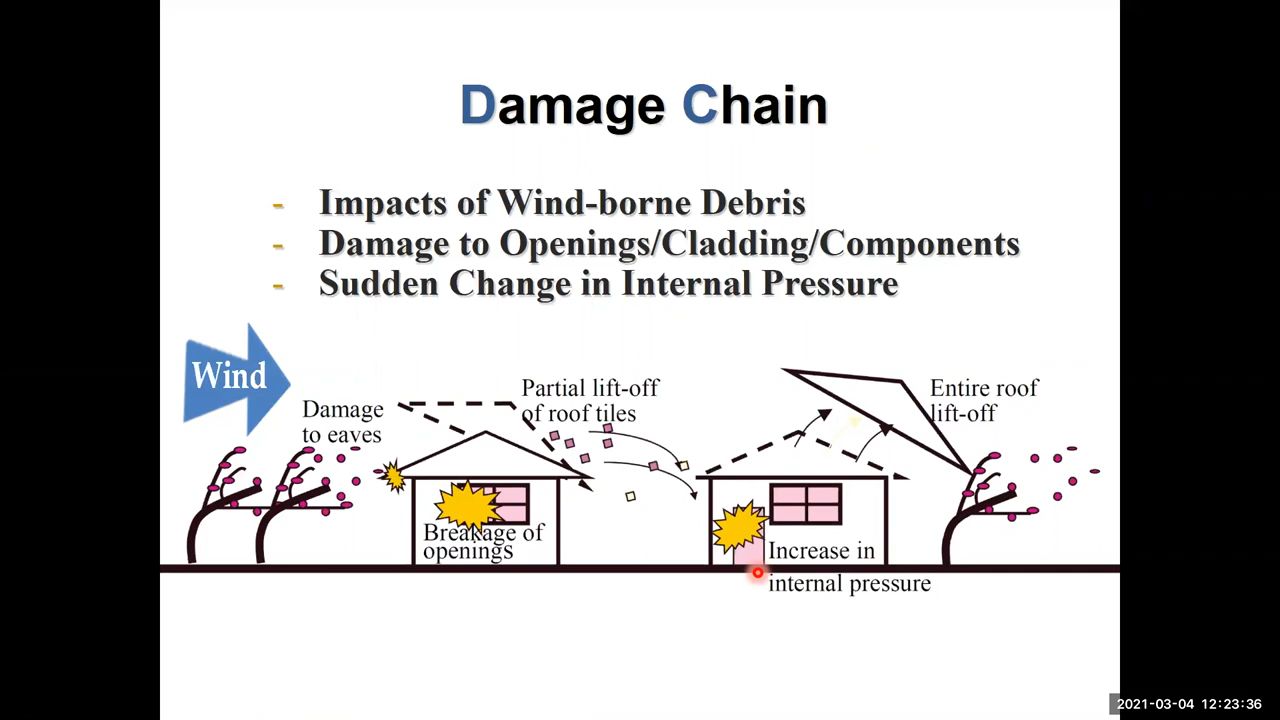 Damage Chain
- Impacts of Wind-borne Debris
- Damage to Openings/Cladding/Components
- Sudden Change in Internal Pressure
Wind
Damage
to eaves
Partial lift-off
of roof tiles
Entire roof
lift-off
Breakage of
openings
Increase in
internal pressure
2021-03-04 12:23:36